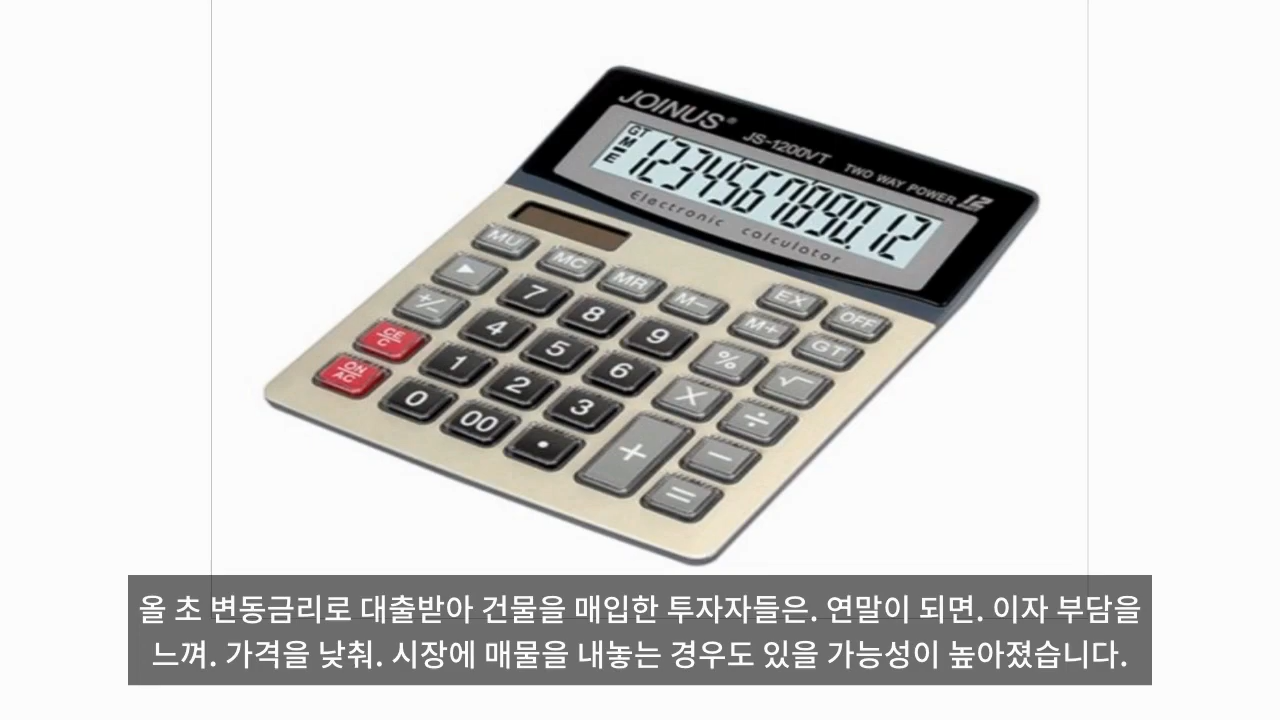 JOINUS®
JS-1200VT TWO WAY POWER 12
GT
M
E
1234567890.12
Electronic calculator
MU MC MR M− EX OFF
▶ 7 8 9 M+ GT
+/− 4 5 6 % √
CE/C 1 2 3 X ÷
ON/AC 0 00 • + −
=
올 초 변동금리로 대출받아 건물을 매입한 투자자들은. 연말이 되면. 이자 부담을
느껴. 가격을 낮춰. 시장에 매물을 내놓는 경우도 있을 가능성이 높아졌습니다.